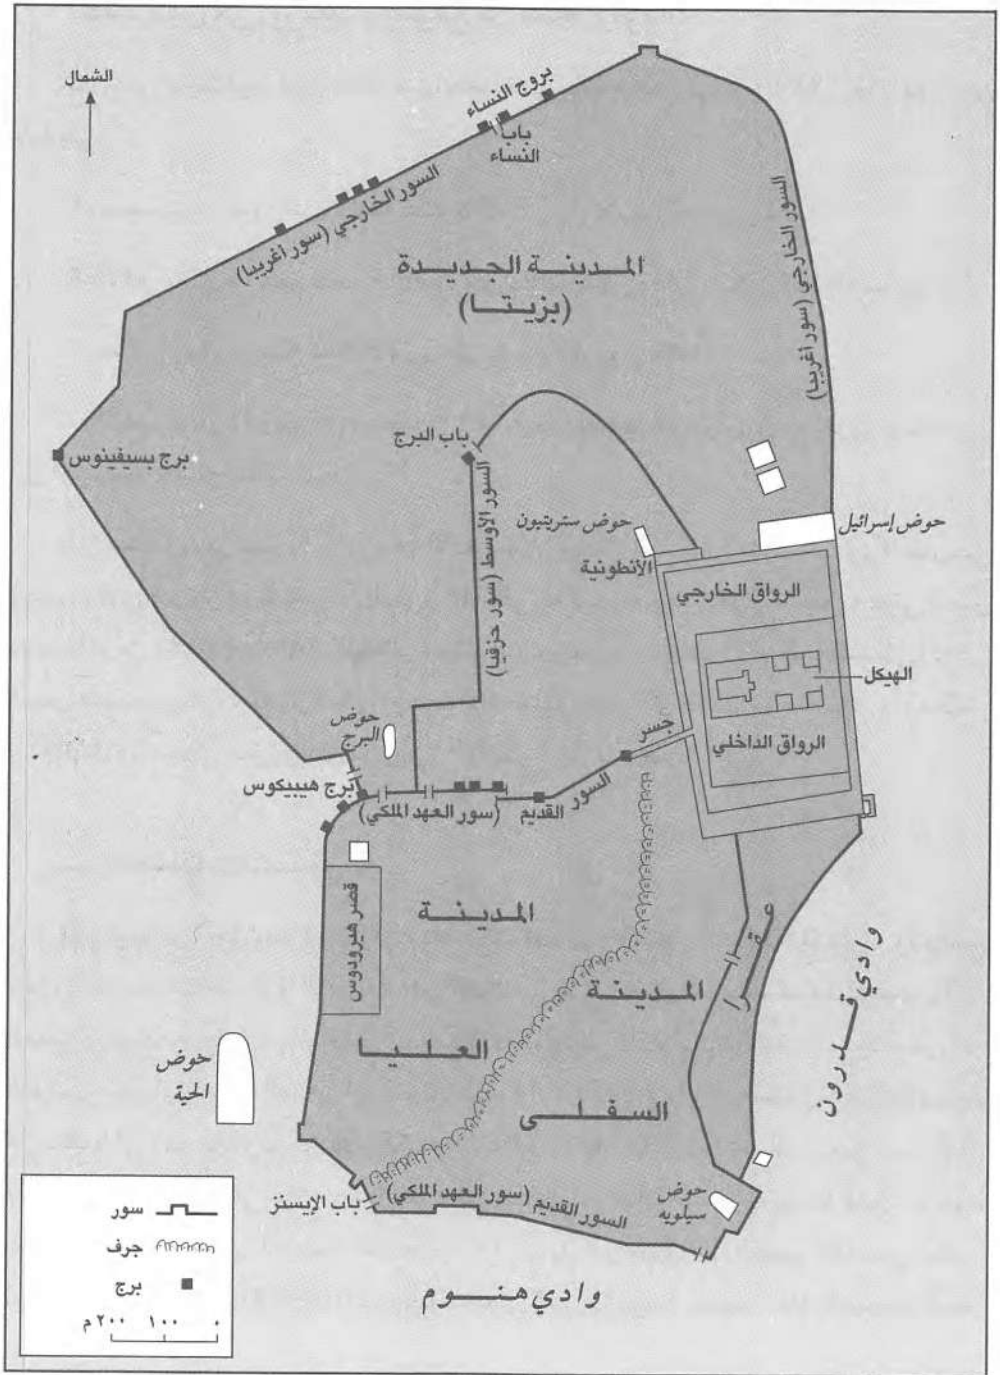 الشمال
بروج النساء
باب
النساء
السور الخارجي (سور أغريبا)
السور الخارجي (سور أغريبا)
المدينة الجديدة
(بزيتا)
باب البرج
برج بسيفينوس
السور الأوسط (سور حزقيا)
حوض ستريتيون
حوض إسرائيل
الأنطونية
الرواق الخارجي
الهيكل
الرواق الداخلي
جسر
حوض
البرج
برج هيبيكوس
السور القديم (سور العهد الملكي)
قصر هيرودوس
المدينة
العليا
المدينة
السفلى
عقرا
وادي قدرون
حوض
الحية
حوض
سيلويه
باب الإيسنز
السور القديم (سور العهد الملكي)
وادي هنوم
سور
جرف
برج
٠ ١٠٠ ٢٠٠ م